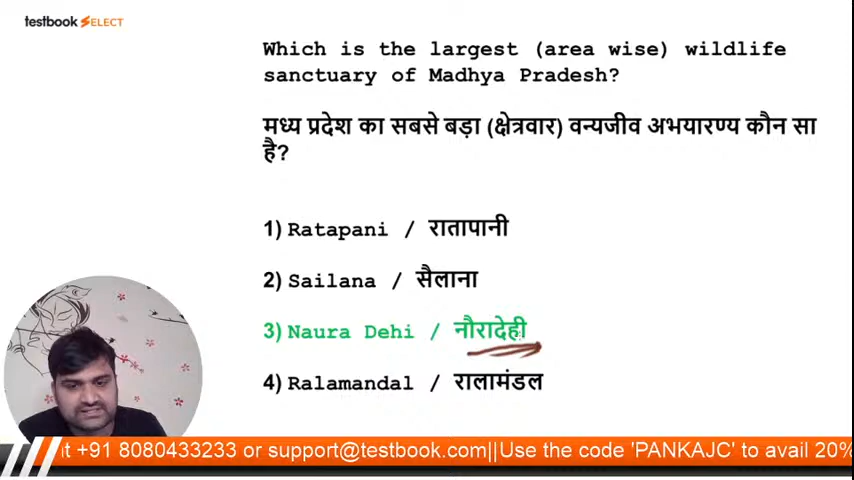 testbook SELECT
Which is the largest (area wise) wildlife
sanctuary of Madhya Pradesh?
मध्य प्रदेश का सबसे बड़ा (क्षेत्रवार) वन्यजीव अभयारण्य कौन सा
है?
1) Ratapani / रातापानी
2) Sailana / सैलाना
3) Naura Dehi / नौरादेही
4) Ralamandal / रालामंडल
at +91 8080433233 or support@testbook.com||Use the code 'PANKAJC' to avail 20%